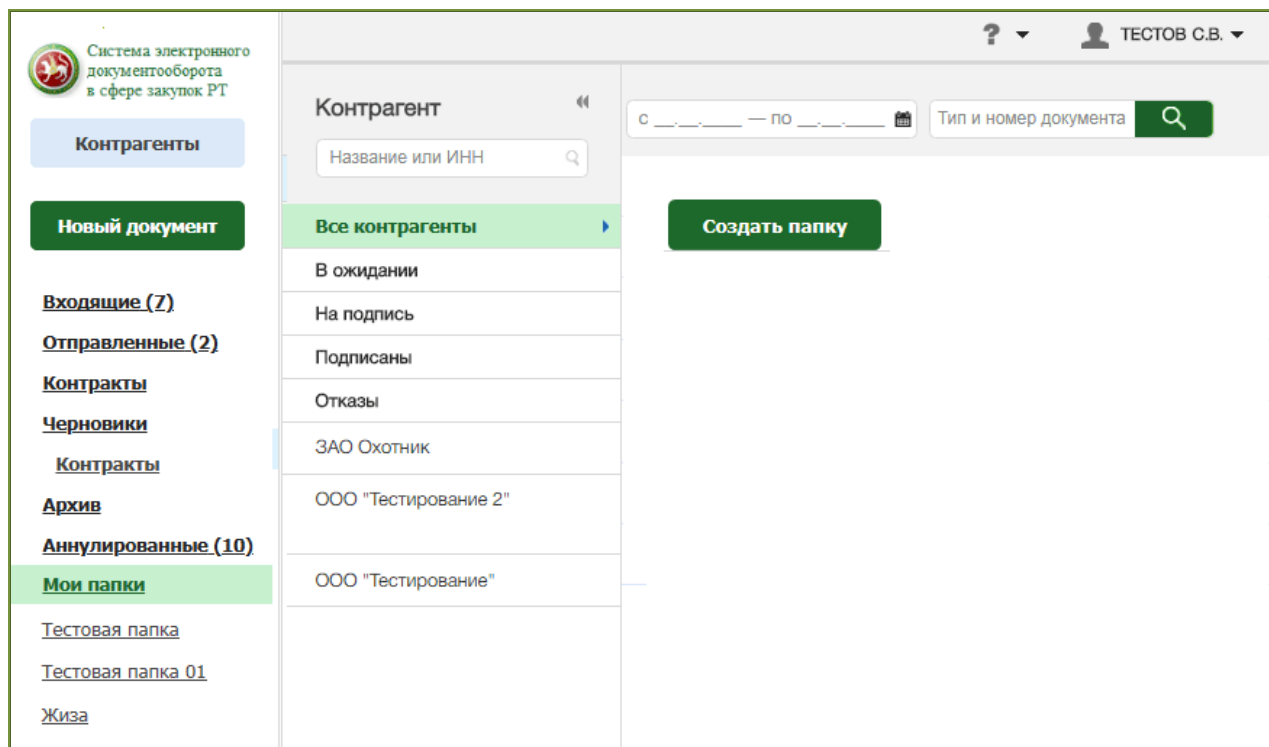 Система электронного
документооборота
в сфере закупок РТ
Контрагенты
Новый документ
Входящие (7)
Отправленные (2)
Контракты
Черновики
Контракты
Архив
Аннулированные (10)
Мои папки
Тестовая папка
Тестовая папка 01
Жиза
Контрагент
Название или ИНН
Все контрагенты
В ожидании
На подпись
Подписаны
Отказы
ЗАО Охотник
ООО "Тестирование 2"
ООО "Тестирование"
? ТЕСТОВ С.В.
с __.__.____ — по __.__.____ Тип и номер документа
Создать папку